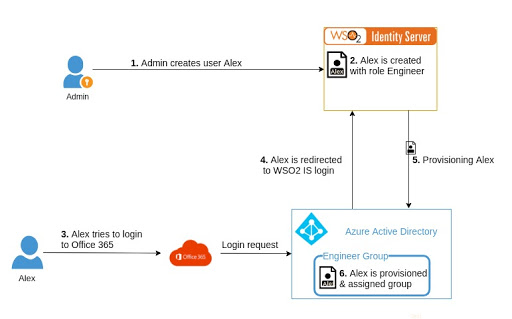 WSO2 Identity Server
1. Admin creates user Alex
2. Alex is created
with role Engineer
Alex
Admin
4. Alex is redirected
to WSO2 IS login
5. Provisioning Alex
3. Alex tries to login
to Office 365
Office 365
Login request
Azure Active Directory
Engineer Group
6. Alex is provisioned
& assigned group
Alex
Alex